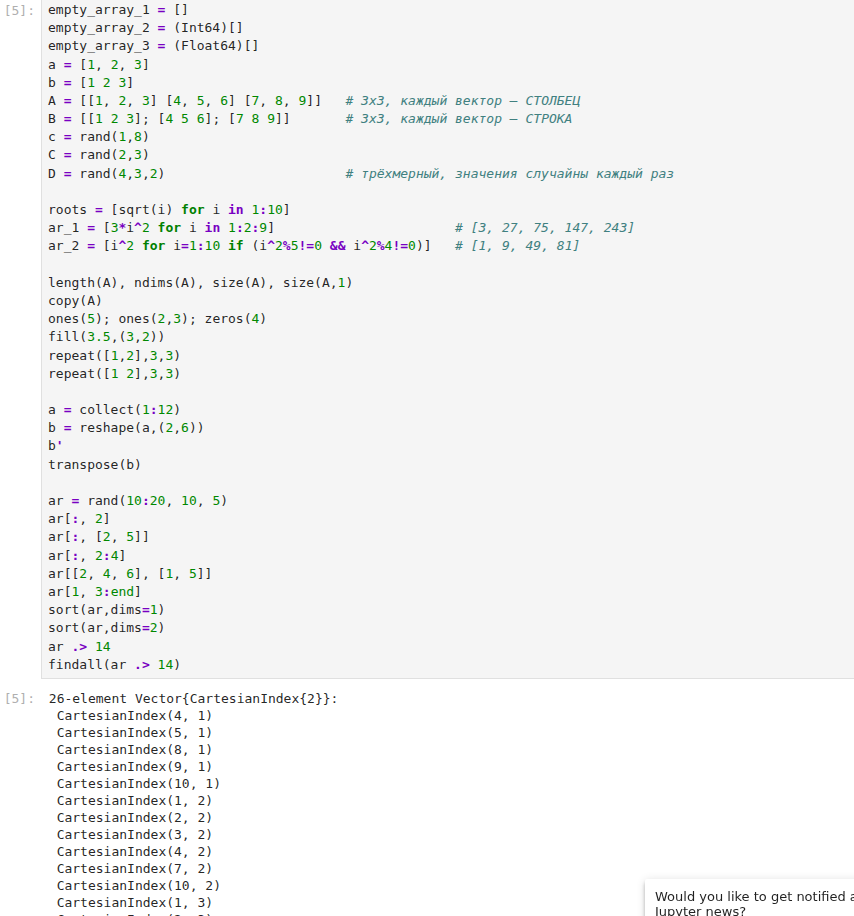 [5]: empty_array_1 = []
empty_array_2 = (Int64)[]
empty_array_3 = (Float64)[]
a = [1, 2, 3]
b = [1 2 3]
A = [[1, 2, 3] [4, 5, 6] [7, 8, 9]]   # 3x3, каждый вектор — СТОЛБЕЦ
B = [[1 2 3]; [4 5 6]; [7 8 9]]       # 3x3, каждый вектор — СТРОКА
c = rand(1,8)
C = rand(2,3)
D = rand(4,3,2)                       # трёхмерный, значения случайны каждый раз
roots = [sqrt(i) for i in 1:10]
ar_1 = [3*i^2 for i in 1:2:9]                       # [3, 27, 75, 147, 243]
ar_2 = [i^2 for i=1:10 if (i^2%5!=0 && i^2%4!=0)]   # [1, 9, 49, 81]
length(A), ndims(A), size(A), size(A,1)
copy(A)
ones(5); ones(2,3); zeros(4)
fill(3.5,(3,2))
repeat([1,2],3,3)
repeat([1 2],3,3)
a = collect(1:12)
b = reshape(a,(2,6))
b'
transpose(b)
ar = rand(10:20, 10, 5)
ar[:, 2]
ar[:, [2, 5]]
ar[:, 2:4]
ar[[2, 4, 6], [1, 5]]
ar[1, 3:end]
sort(ar,dims=1)
sort(ar,dims=2)
ar .> 14
findall(ar .> 14)
[5]: 26-element Vector{CartesianIndex{2}}:
CartesianIndex(4, 1)
CartesianIndex(5, 1)
CartesianIndex(8, 1)
CartesianIndex(9, 1)
CartesianIndex(10, 1)
CartesianIndex(1, 2)
CartesianIndex(2, 2)
CartesianIndex(3, 2)
CartesianIndex(4, 2)
CartesianIndex(7, 2)
CartesianIndex(10, 2)
CartesianIndex(1, 3)
Would you like to get notified a
Jupyter news?